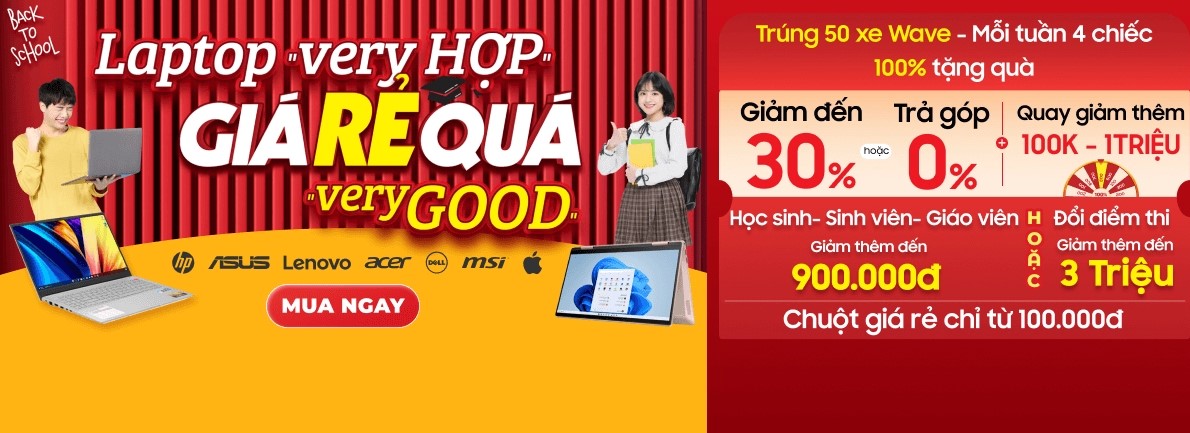 BACK
TO
SCHOOL
Laptop "very HỢP"
GIÁ RẺ QUÁ
"very GOOD"
hp ASUS Lenovo acer DELL msi
MUA NGAY
Trúng 50 xe Wave - Mỗi tuần 4 chiếc
100% tặng quà
Giảm đến
30%
hoặc
Trả góp
0%
+
Quay giảm thêm
100K - 1TRIỆU
100%
Học sinh- Sinh viên- Giáo viên
Giảm thêm đến
900.000đ
HOẶC
Đổi điểm thi
Giảm thêm đến
3 Triệu
Chuột giá rẻ chỉ từ 100.000đ